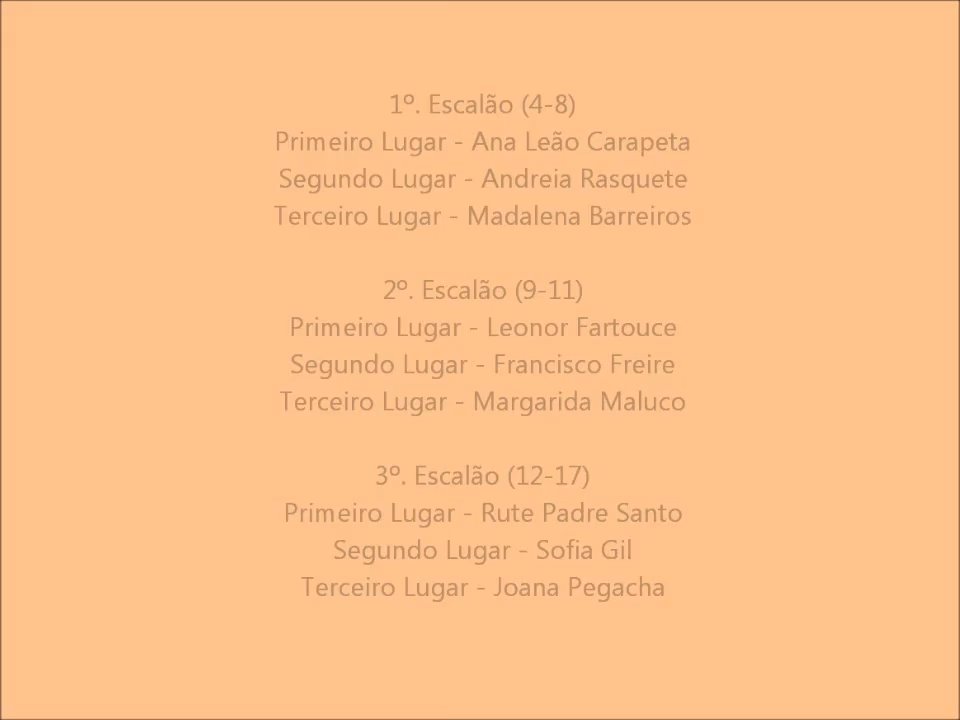 1º. Escalão (4-8)
Primeiro Lugar - Ana Leão Carapeta
Segundo Lugar - Andreia Rasquete
Terceiro Lugar - Madalena Barreiros
2º. Escalão (9-11)
Primeiro Lugar - Leonor Fartouce
Segundo Lugar - Francisco Freire
Terceiro Lugar - Margarida Maluco
3º. Escalão (12-17)
Primeiro Lugar - Rute Padre Santo
Segundo Lugar - Sofia Gil
Terceiro Lugar - Joana Pegacha